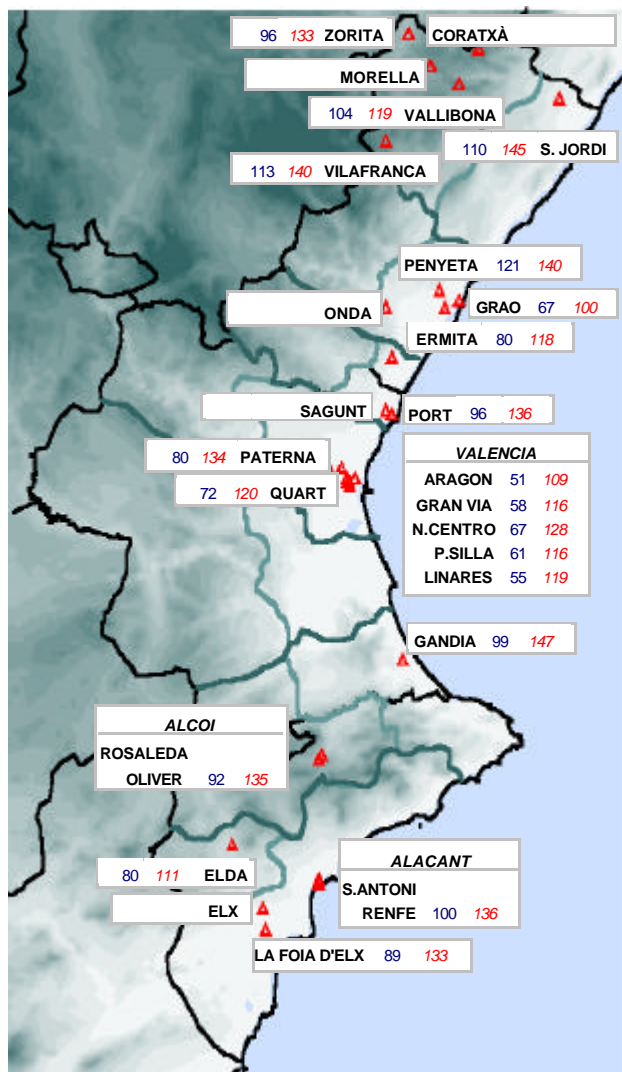 96 133 ZORITA
CORATXÀ
MORELLA
104 119 VALLIBONA
110 145 S. JORDI
113 140 VILAFRANCA
PENYETA 121 140
ONDA
GRAO 67 100
ERMITA 80 118
SAGUNT
PORT 96 136
80 134 PATERNA
72 120 QUART
VALENCIA
ARAGON 51 109
GRAN VIA 58 116
N.CENTRO 67 128
P.SILLA 61 116
LINARES 55 119
GANDIA 99 147
ALCOI
ROSALEDA
OLIVER 92 135
80 111 ELDA
ELX
ALACANT
S.ANTONI
RENFE 100 136
LA FOIA D'ELX 89 133